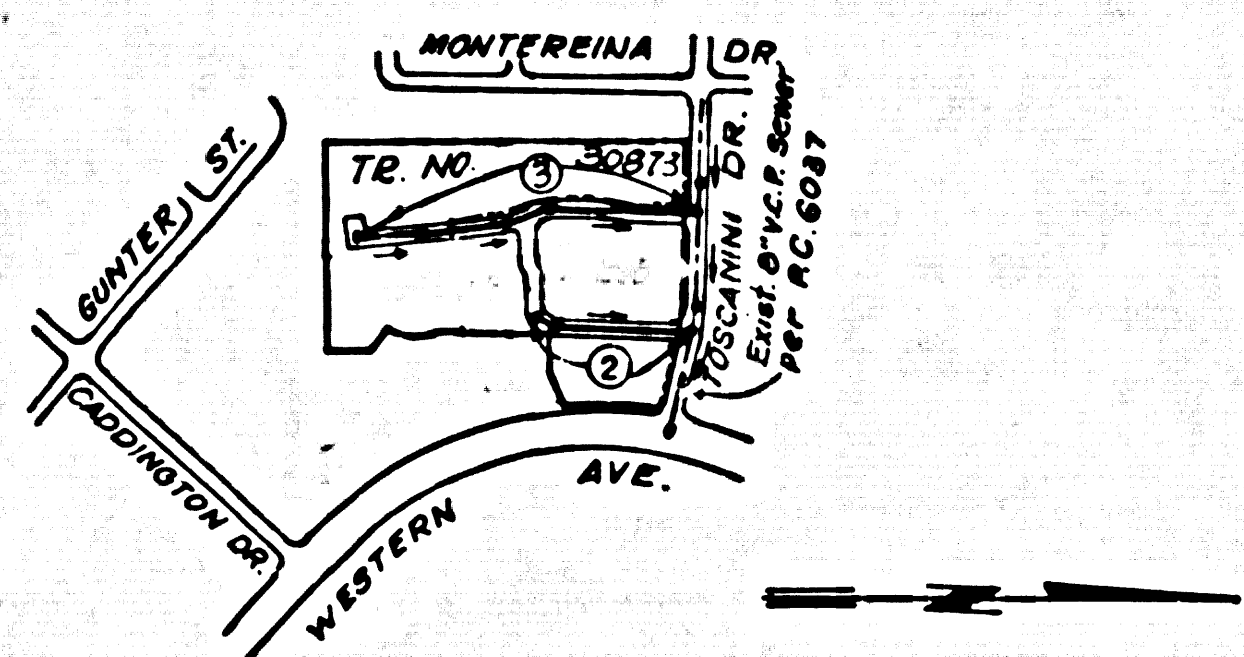 MONTEREINA DR.
GUNTER ST.
TR. NO. 30873
3
TOSCANINI DR.
Exist. 8" V.C.P. Sewer
per P.C. 6087
2
CADDINGTON DR.
WESTERN AVE.
N